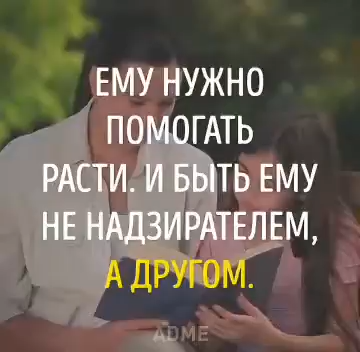 ЕМУ НУЖНО
ПОМОГАТЬ
РАСТИ. И БЫТЬ ЕМУ
НЕ НАДЗИРАТЕЛЕМ,
А ДРУГОМ.
ADME